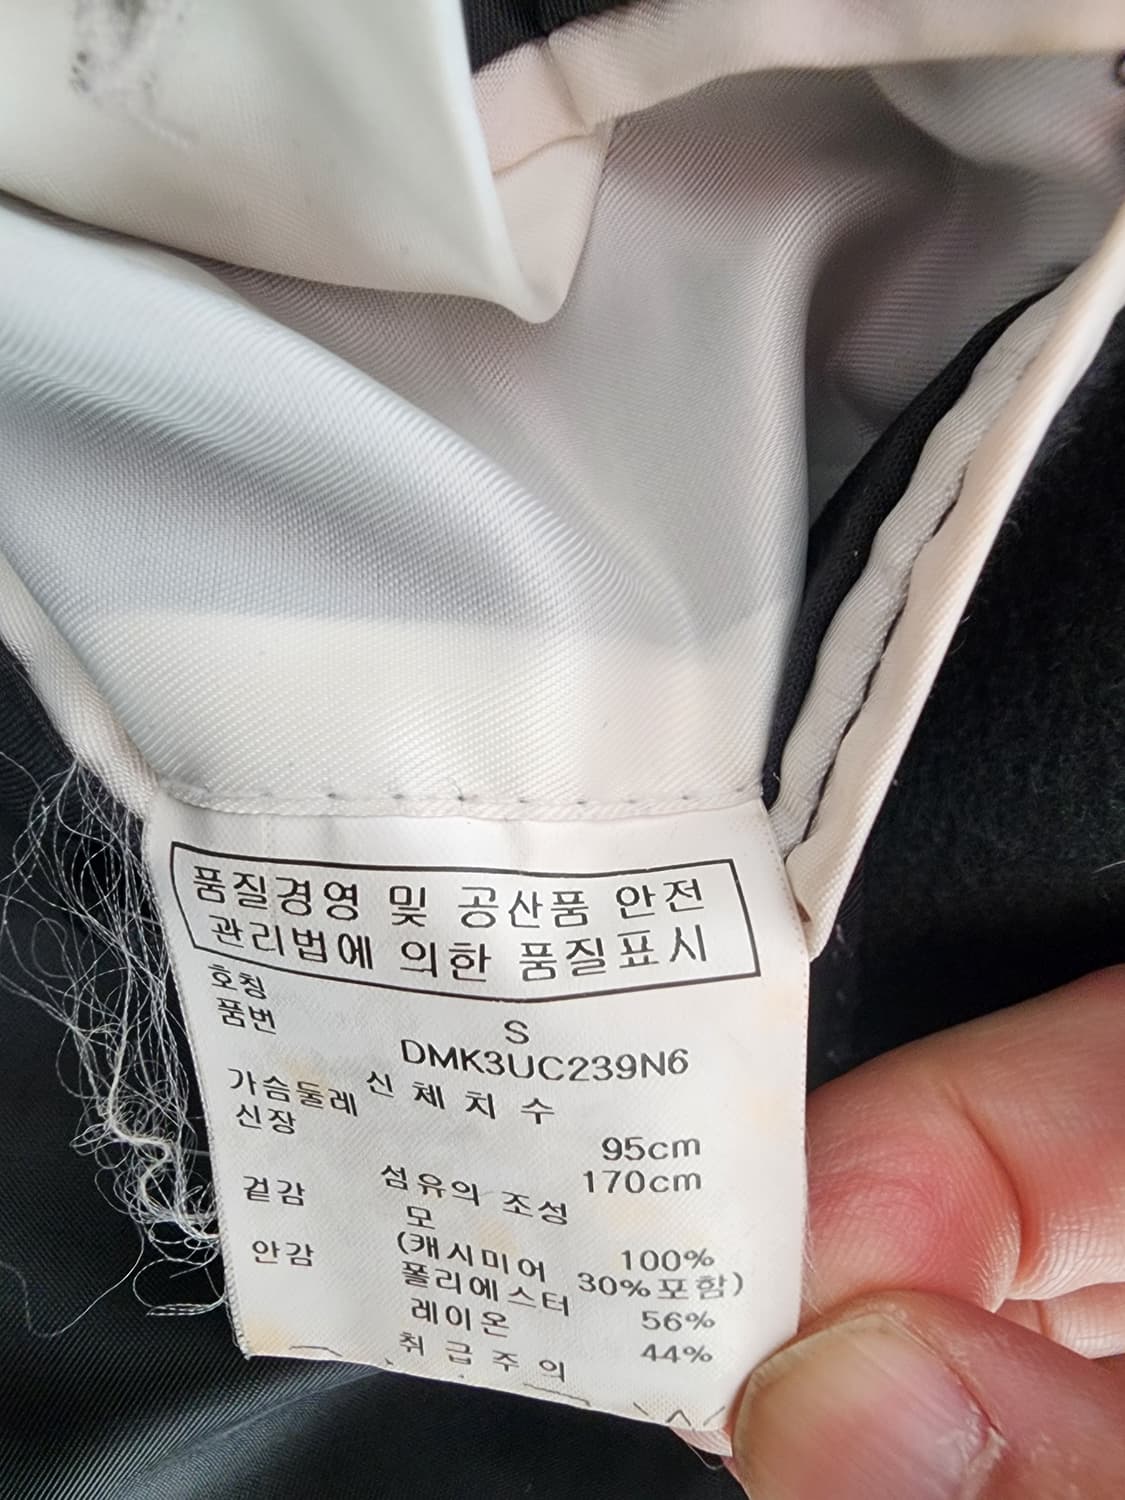 품질경영 및 공산품 안전
관리법에 의한 품질표시
호칭 S
품번 DMK3UC239N6
신체치수
가슴둘레 95cm
신장 170cm
섬유의 조성
겉감 모 100%
(캐시미어 30%포함)
안감 폴리에스터 56%
레이온 44%
취급주의